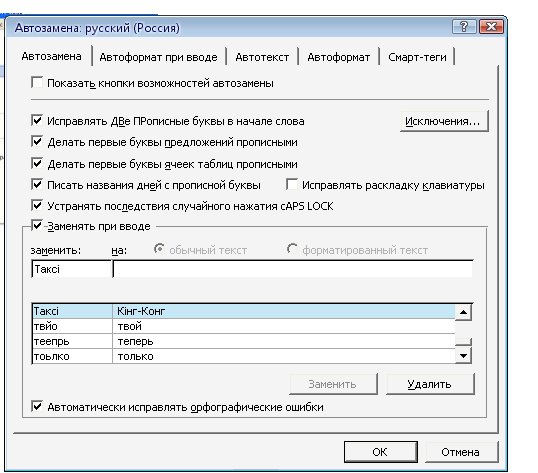 Автозамена: русский (Россия)
Автозамена Автоформат при вводе Автотекст Автоформат Смарт-теги
Показать кнопки возможностей автозамены
Исправлять ДВе ПРописные буквы в начале слова Исключения...
Делать первые буквы предложений прописными
Делать первые буквы ячеек таблиц прописными
Писать названия дней с прописной буквы Исправлять раскладку клавиатуры
Устранять последствия случайного нажатия cAPS LOCK
Заменять при вводе
заменить: на: обычный текст форматированный текст
Таксі
Таксі Кінг-Конг
твйо твой
теепрь теперь
тоьлко только
Заменить Удалить
Автоматически исправлять орфографические ошибки
ОК Отмена